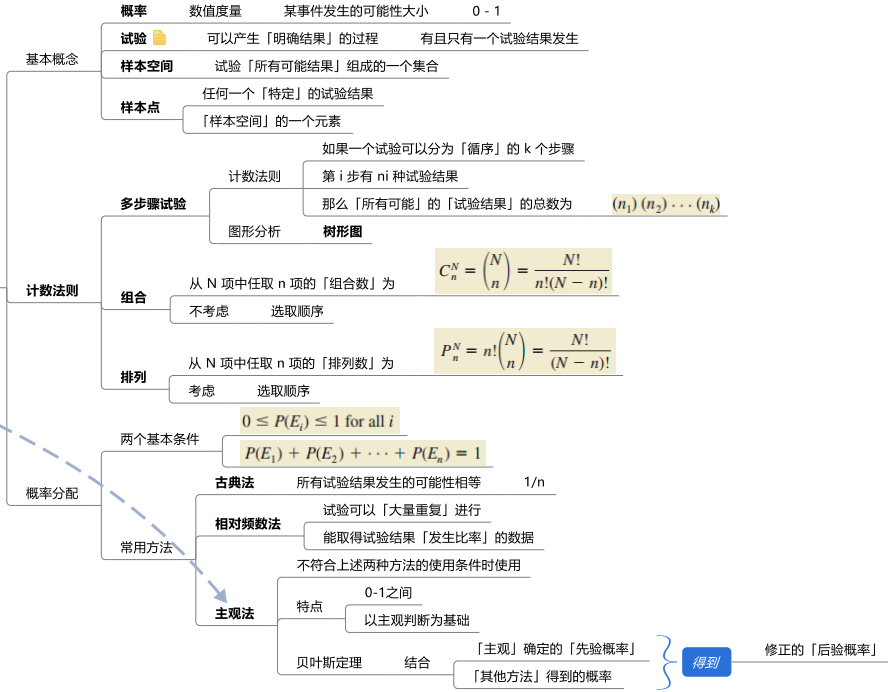 概率 数值度量 某事件发生的可能性大小 0 - 1
基本概念
试验 可以产生「明确结果」的过程 有且只有一个试验结果发生
样本空间 试验「所有可能结果」组成的一个集合
样本点
任何一个「特定」的试验结果
「样本空间」的一个元素
计数法则
多步骤试验
计数法则
如果一个试验可以分为「循序」的 k 个步骤
第 i 步有 ni 种试验结果
那么「所有可能」的「试验结果」的总数为 (n₁) (n₂) · · · (nₖ)
图形分析 树形图
组合
从 N 项中任取 n 项的「组合数」为 C_n^N = (N n) = N! / n!(N − n)!
不考虑 选取顺序
排列
从 N 项中任取 n 项的「排列数」为 P_n^N = n!(N n) = N! / (N − n)!
考虑 选取顺序
概率分配
两个基本条件
0 ≤ P(Eᵢ) ≤ 1 for all i
P(E₁) + P(E₂) + · · · + P(Eₙ) = 1
常用方法
古典法 所有试验结果发生的可能性相等 1/n
相对频数法
试验可以「大量重复」进行
能取得试验结果「发生比率」的数据
主观法
不符合上述两种方法的使用条件时使用
特点
0-1之间
以主观判断为基础
贝叶斯定理 结合
「主观」确定的「先验概率」
「其他方法」得到的概率
得到 修正的「后验概率」